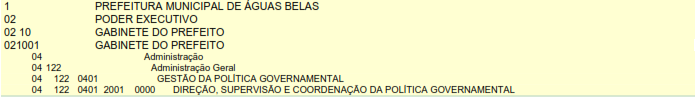 1 PREFEITURA MUNICIPAL DE ÁGUAS BELAS
02 PODER EXECUTIVO
02 10 GABINETE DO PREFEITO
021001 GABINETE DO PREFEITO
04 Administração
04 122 Administração Geral
04 122 0401 GESTÃO DA POLÍTICA GOVERNAMENTAL
04 122 0401 2001 0000 DIREÇÃO, SUPERVISÃO E COORDENAÇÃO DA POLÍTICA GOVERNAMENTAL